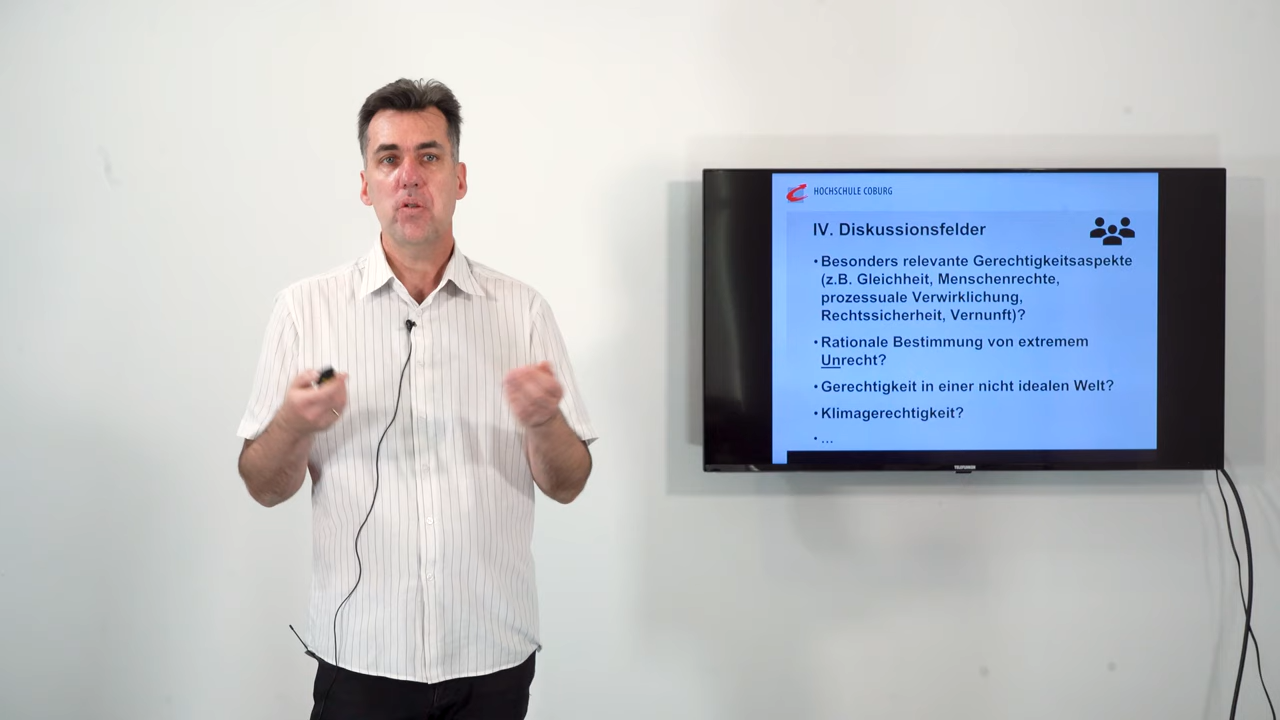 HOCHSCHULE COBURG
IV. Diskussionsfelder
• Besonders relevante Gerechtigkeitsaspekte
(z.B. Gleichheit, Menschenrechte,
prozessuale Verwirklichung,
Rechtssicherheit, Vernunft)?
• Rationale Bestimmung von extremem
Unrecht?
• Gerechtigkeit in einer nicht idealen Welt?
• Klimagerechtigkeit?
• ...
TELEFUNKEN